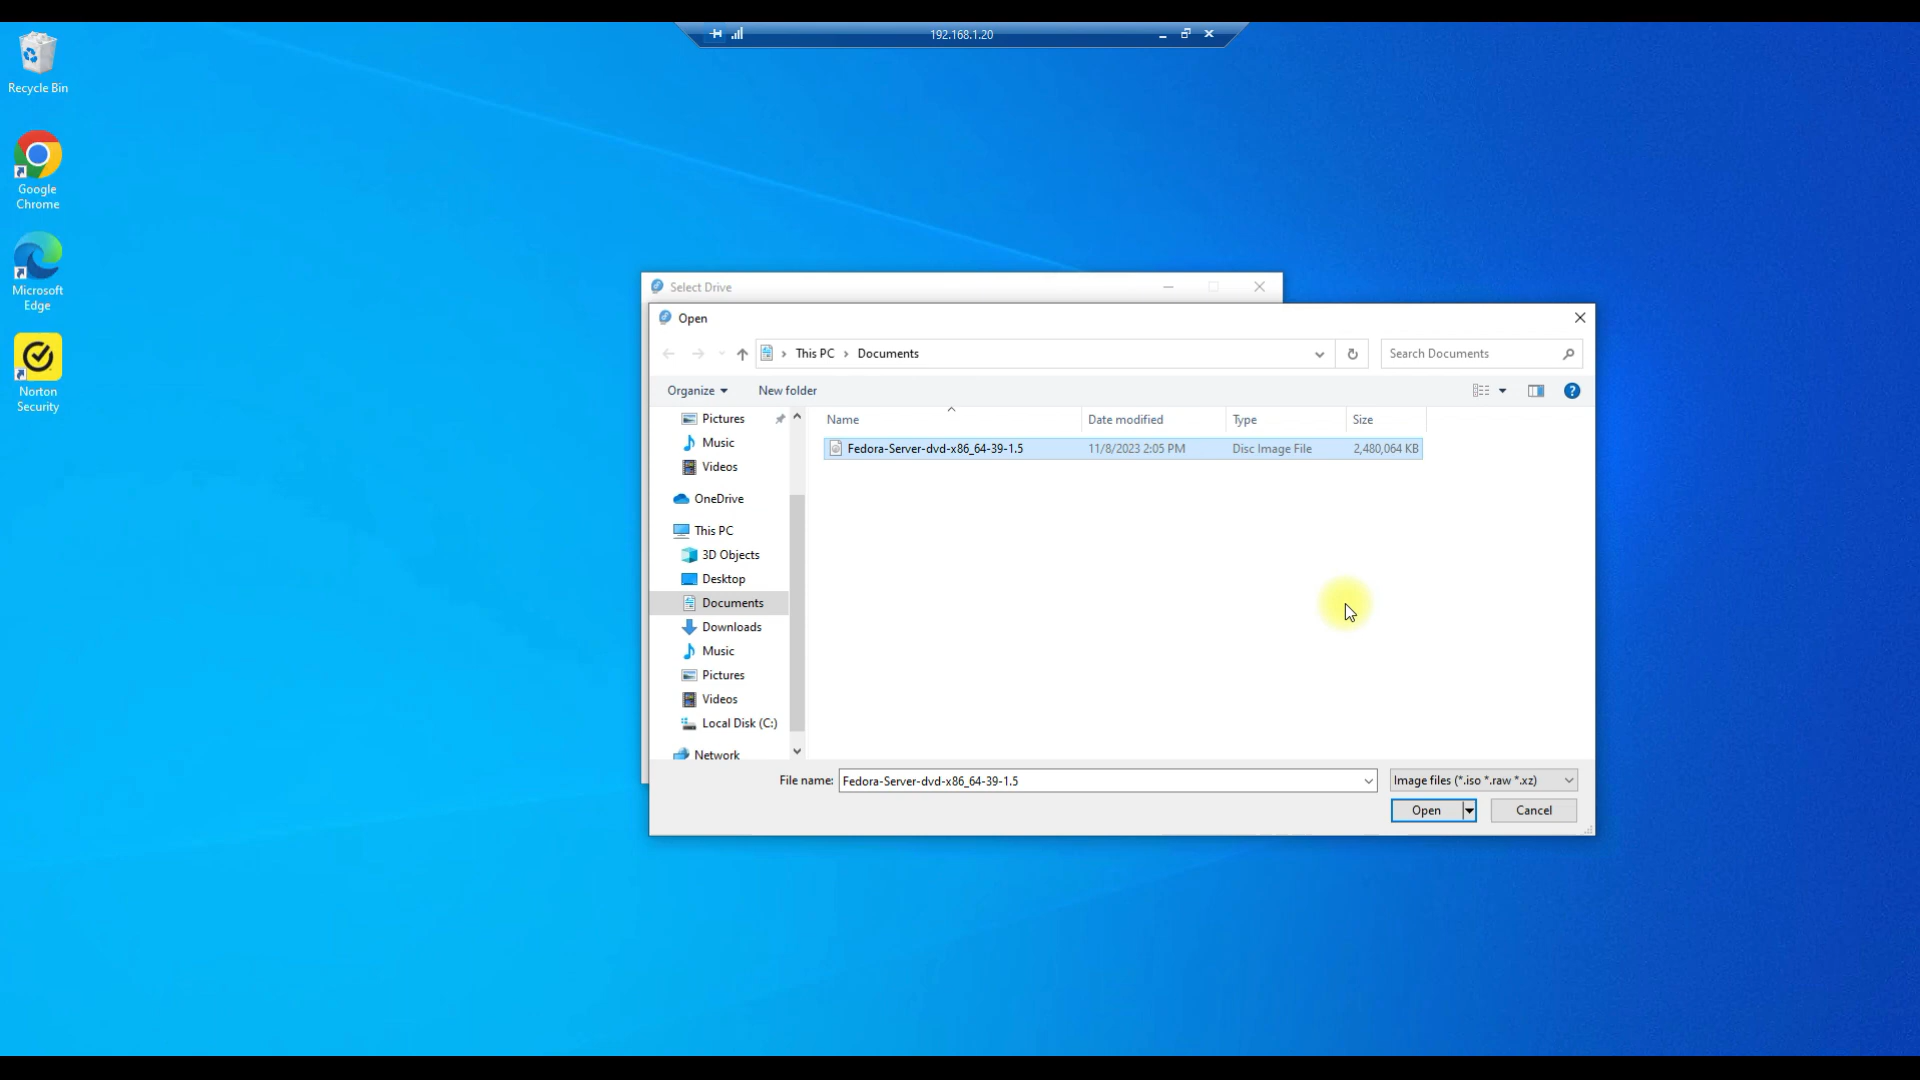 192.168.1.20
Recycle Bin
Google
Chrome
Microsoft
Edge
Norton
Security
Select Drive
Open
This PC
Documents
Search Documents
Organize
New folder
Name
Date modified
Type
Size
Fedora-Server-dvd-x86_64-39-1.5
11/8/2023 2:05 PM
Disc Image File
2,480,064 KB
Pictures
Music
Videos
OneDrive
This PC
3D Objects
Desktop
Documents
Downloads
Music
Pictures
Videos
Local Disk (C:)
Network
File name:
Fedora-Server-dvd-x86_64-39-1.5
Image files (*.iso *.raw *.xz)
Open
Cancel